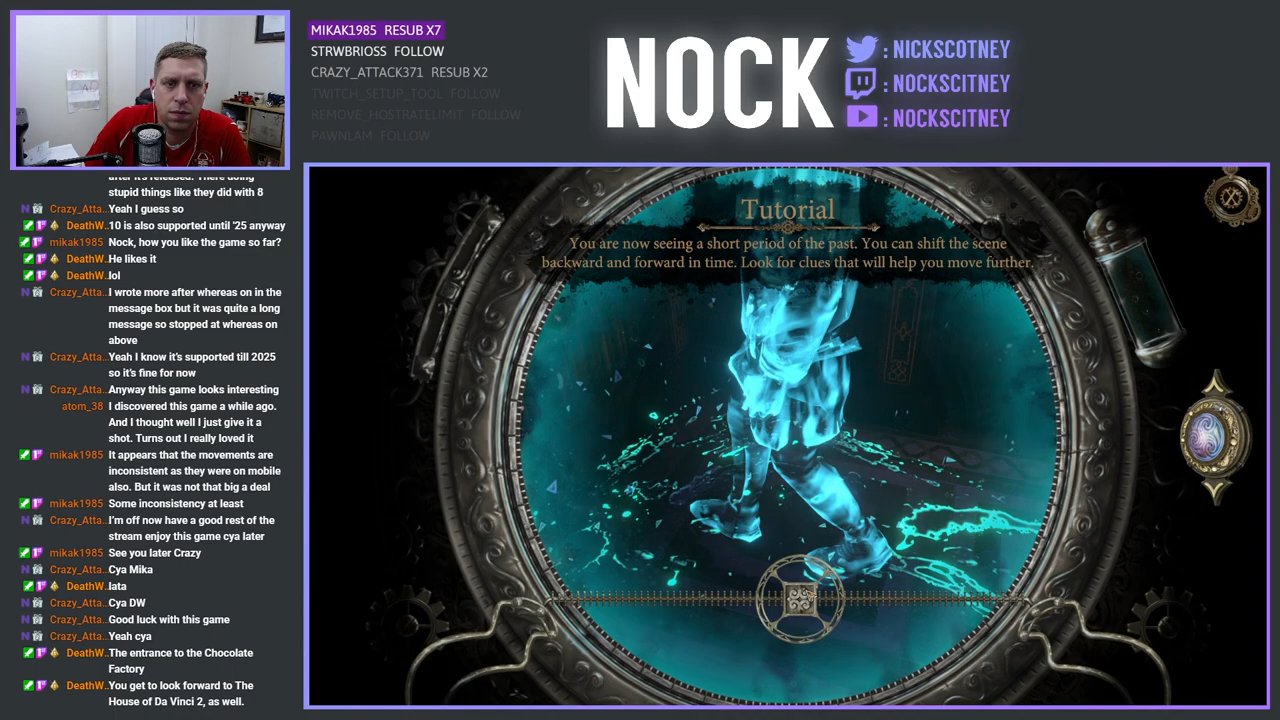 MIKAK1985 RESUB X7
STRWBRIOSS FOLLOW
CRAZY_ATTACK371 RESUB X2
TWITCH_SETUP_TOOL FOLLOW
REMOVE_HOSTRATELIMIT FOLLOW
PAWNLAM FOLLOW
NOCK
: NICKSCOTNEY
: NOCKSCITNEY
: NOCKSCITNEY
after it's released. There doing
stupid things like they did with 8
Crazy_Atta... Yeah I guess so
DeathW... 10 is also supported until '25 anyway
mikak1985 Nock, how you like the game so far?
DeathW... He likes it
DeathW... lol
Crazy_Atta... I wrote more after whereas on in the
message box but it was quite a long
message so stopped at whereas on
above
Crazy_Atta... Yeah I know it's supported till 2025
so it's fine for now
Crazy_Atta... Anyway this game looks interesting
atom_38 I discovered this game a while ago.
And I thought well I just give it a
shot. Turns out I really loved it
mikak1985 It appears that the movements are
inconsistent as they were on mobile
also. But it was not that big a deal
mikak1985 Some inconsistency at least
Crazy_Atta... I'm off now have a good rest of the
stream enjoy this game cya later
mikak1985 See you later Crazy
Crazy_Atta... Cya Mika
DeathW... lata
Crazy_Atta... Cya DW
Crazy_Atta... Good luck with this game
Crazy_Atta... Yeah cya
DeathW... The entrance to the Chocolate
Factory
DeathW... You get to look forward to The
House of Da Vinci 2, as well.
Tutorial
You are now seeing a short period of the past. You can shift the scene
backward and forward in time. Look for clues that will help you move further.